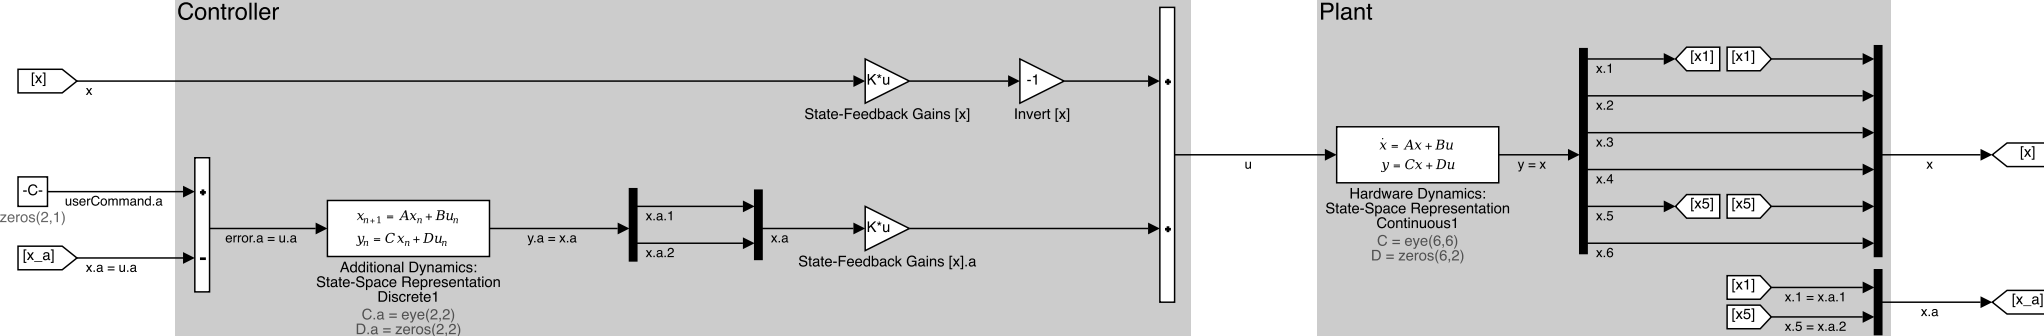 Controller
Plant
[x]
x
K*u
State-Feedback Gains [x]
-1
Invert [x]
+
-C-
userCommand.a
zeros(2,1)
[x_a]
x.a = u.a
+
-
error.a = u.a
xn+1 = Axn + Bun
yn = Cxn + Dun
Additional Dynamics:
State-Space Representation
Discrete1
C.a = eye(2,2)
D.a = zeros(2,2)
y.a = x.a
x.a.1
x.a.2
x.a
K*u
State-Feedback Gains [x].a
+
u
ẋ = Ax + Bu
y = Cx + Du
Hardware Dynamics:
State-Space Representation
Continuous1
C = eye(6,6)
D = zeros(6,2)
y = x
x.1
[x1]
[x1]
x.2
x.3
x.4
x.5
[x5]
[x5]
x.6
x
[x]
[x1]
x.1 = x.a.1
[x5]
x.5 = x.a.2
x.a
[x_a]